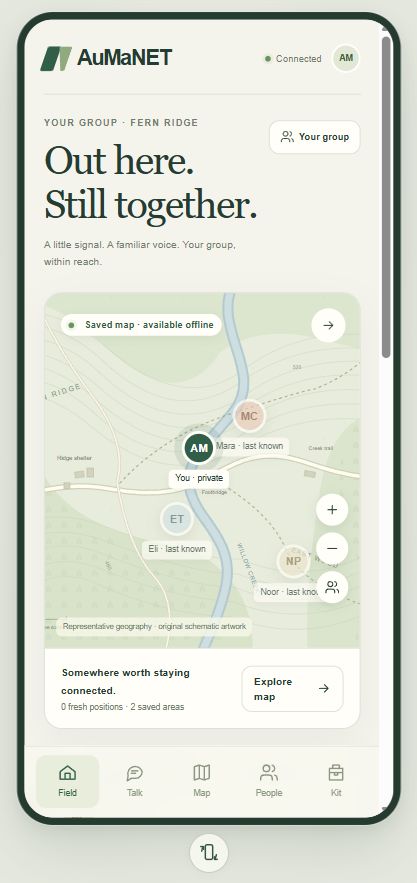 AuMaNET
Connected
AM
YOUR GROUP · FERN RIDGE
Your group
Out here.
Still together.
A little signal. A familiar voice. Your group,
within reach.
Saved map · available offline
N RIDGE
MC
AM
Mara · last known
Creek trail
Ridge shelter
You · private
Footbridge
ET
Eli · last known
WILLOW CRE
NP
Noor · last
Representative geography · original schematic artwork
Somewhere worth staying
connected.
0 fresh positions · 2 saved areas
Explore
map
Field
Talk
Map
People
Kit